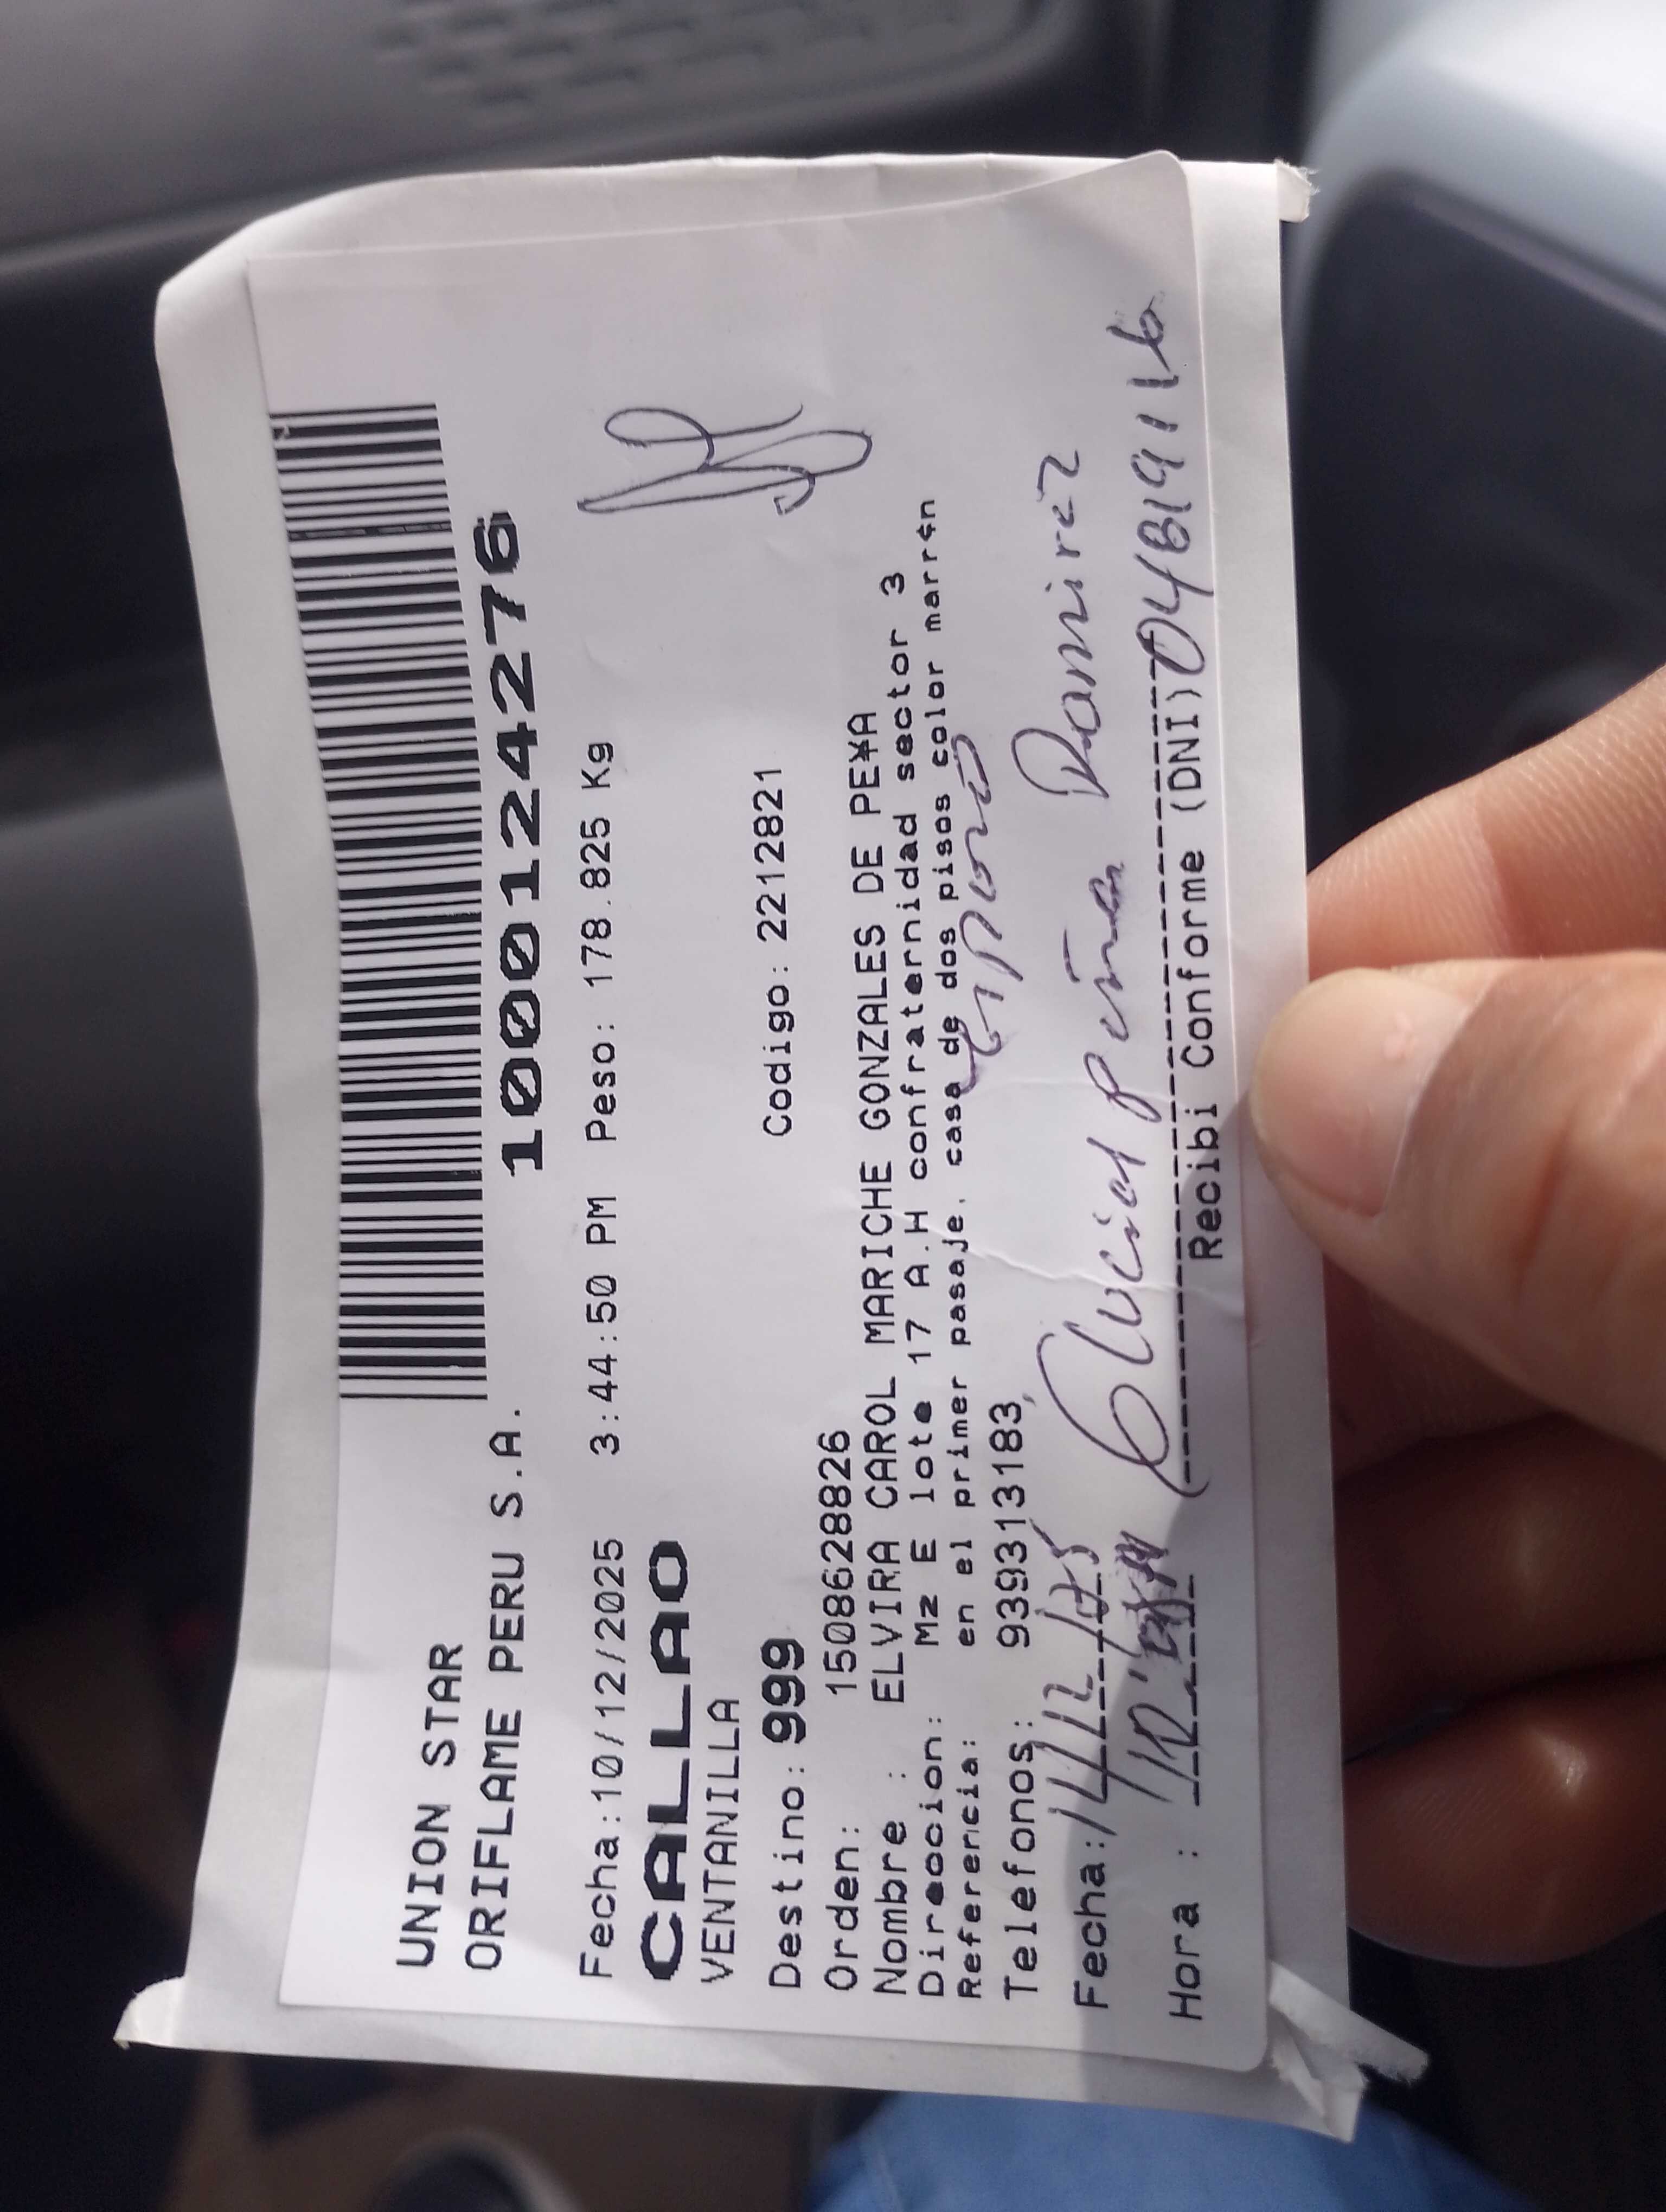 UNION STAR
ORIFLAME PERU S.A.
1000124276
Fecha:10/12/2025 3:44:50 PM Peso: 178.825 Kg
CALLAO
VENTANILLA
Destino: 999 Codigo: 2212821
Orden: 1508628826
Nombre : ELVIRA CAROL MARICHE GONZALES DE PE¥A
Direccion: Mz E lote 17 A.H confraternidad sector 3
Referencia: en el primer pasaje, casa de dos pisos color marr¢n
Telefonos: 939313183,
Fecha: 14/12/25 peña Ramirez
Hora :
Recibi Conforme (DNI)